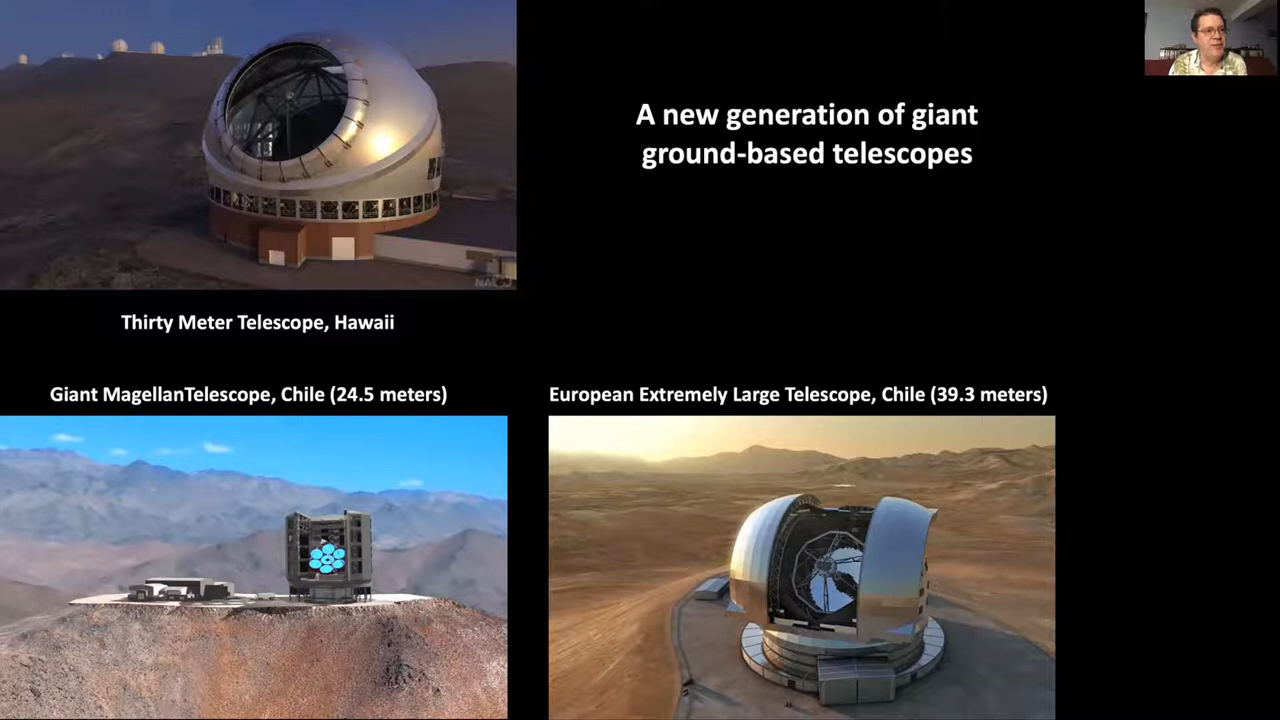 A new generation of giant
ground-based telescopes
Thirty Meter Telescope, Hawaii
Giant MagellanTelescope, Chile (24.5 meters)
European Extremely Large Telescope, Chile (39.3 meters)